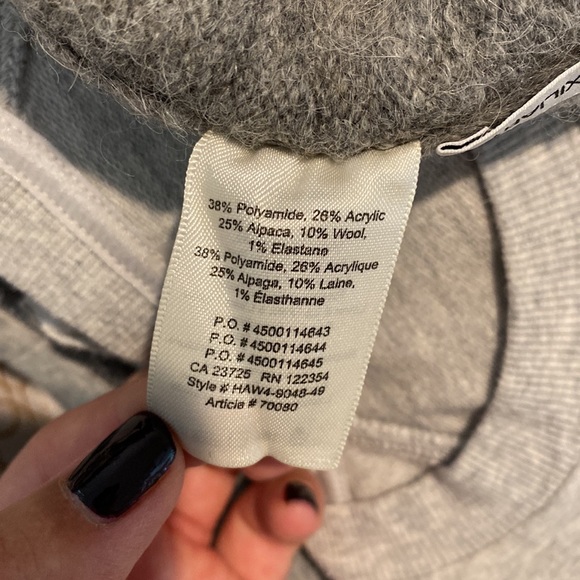 38% Polyamide, 26% Acrylic
25% Alpaca, 10% Wool,
1% Elastane
38% Polyamide, 26% Acrylique
25% Alpaga, 10% Laine,
1% Élasthanne
P.O. # 4500114643
P.O. # 4500114644
P.O. # 4500114645
CA 23725 RN 122354
Style # HAW4-9048-49
Article # 70080